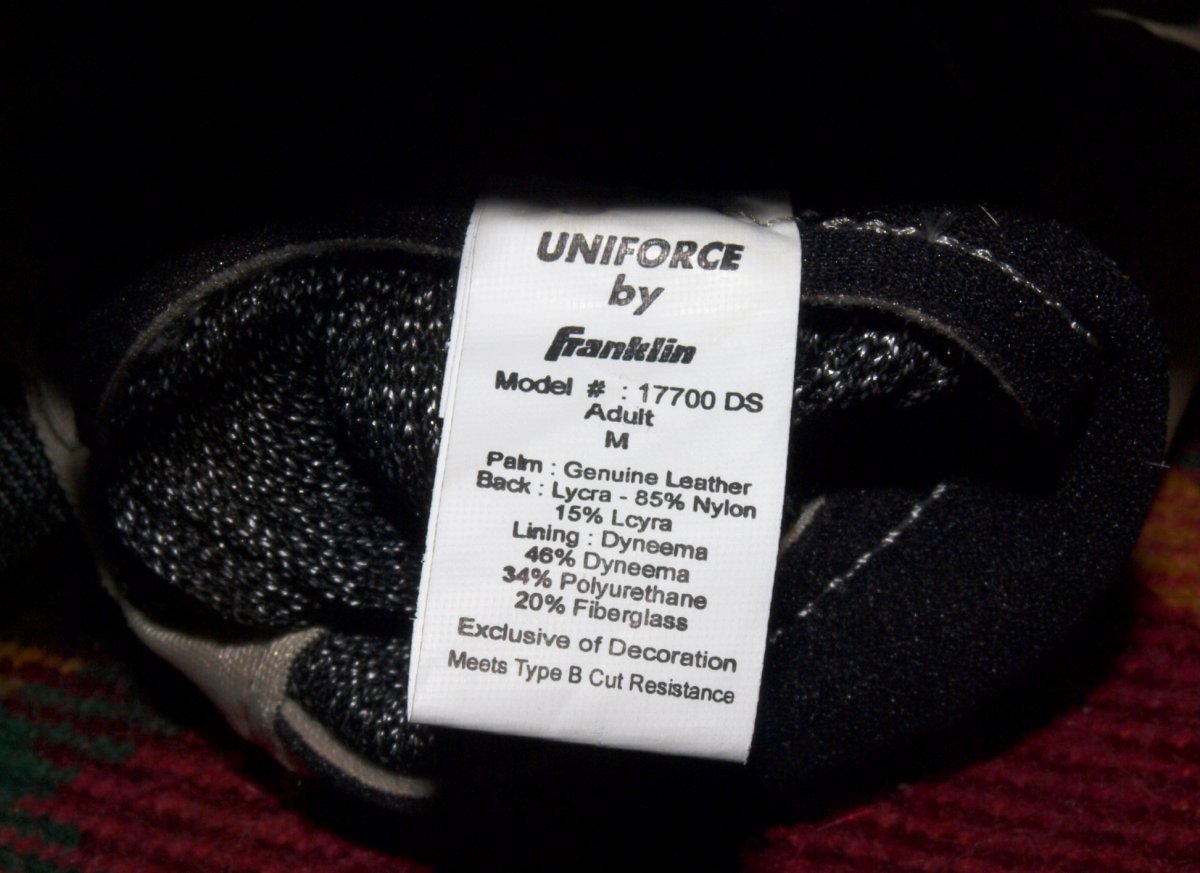 UNIFORCE
by
Franklin
Model # : 17700 DS
Adult
M
Palm : Genuine Leather
Back : Lycra - 85% Nylon
15% Lcyra
Lining : Dyneema
46% Dyneema
34% Polyurethane
20% Fiberglass
Exclusive of Decoration
Meets Type B Cut Resistance